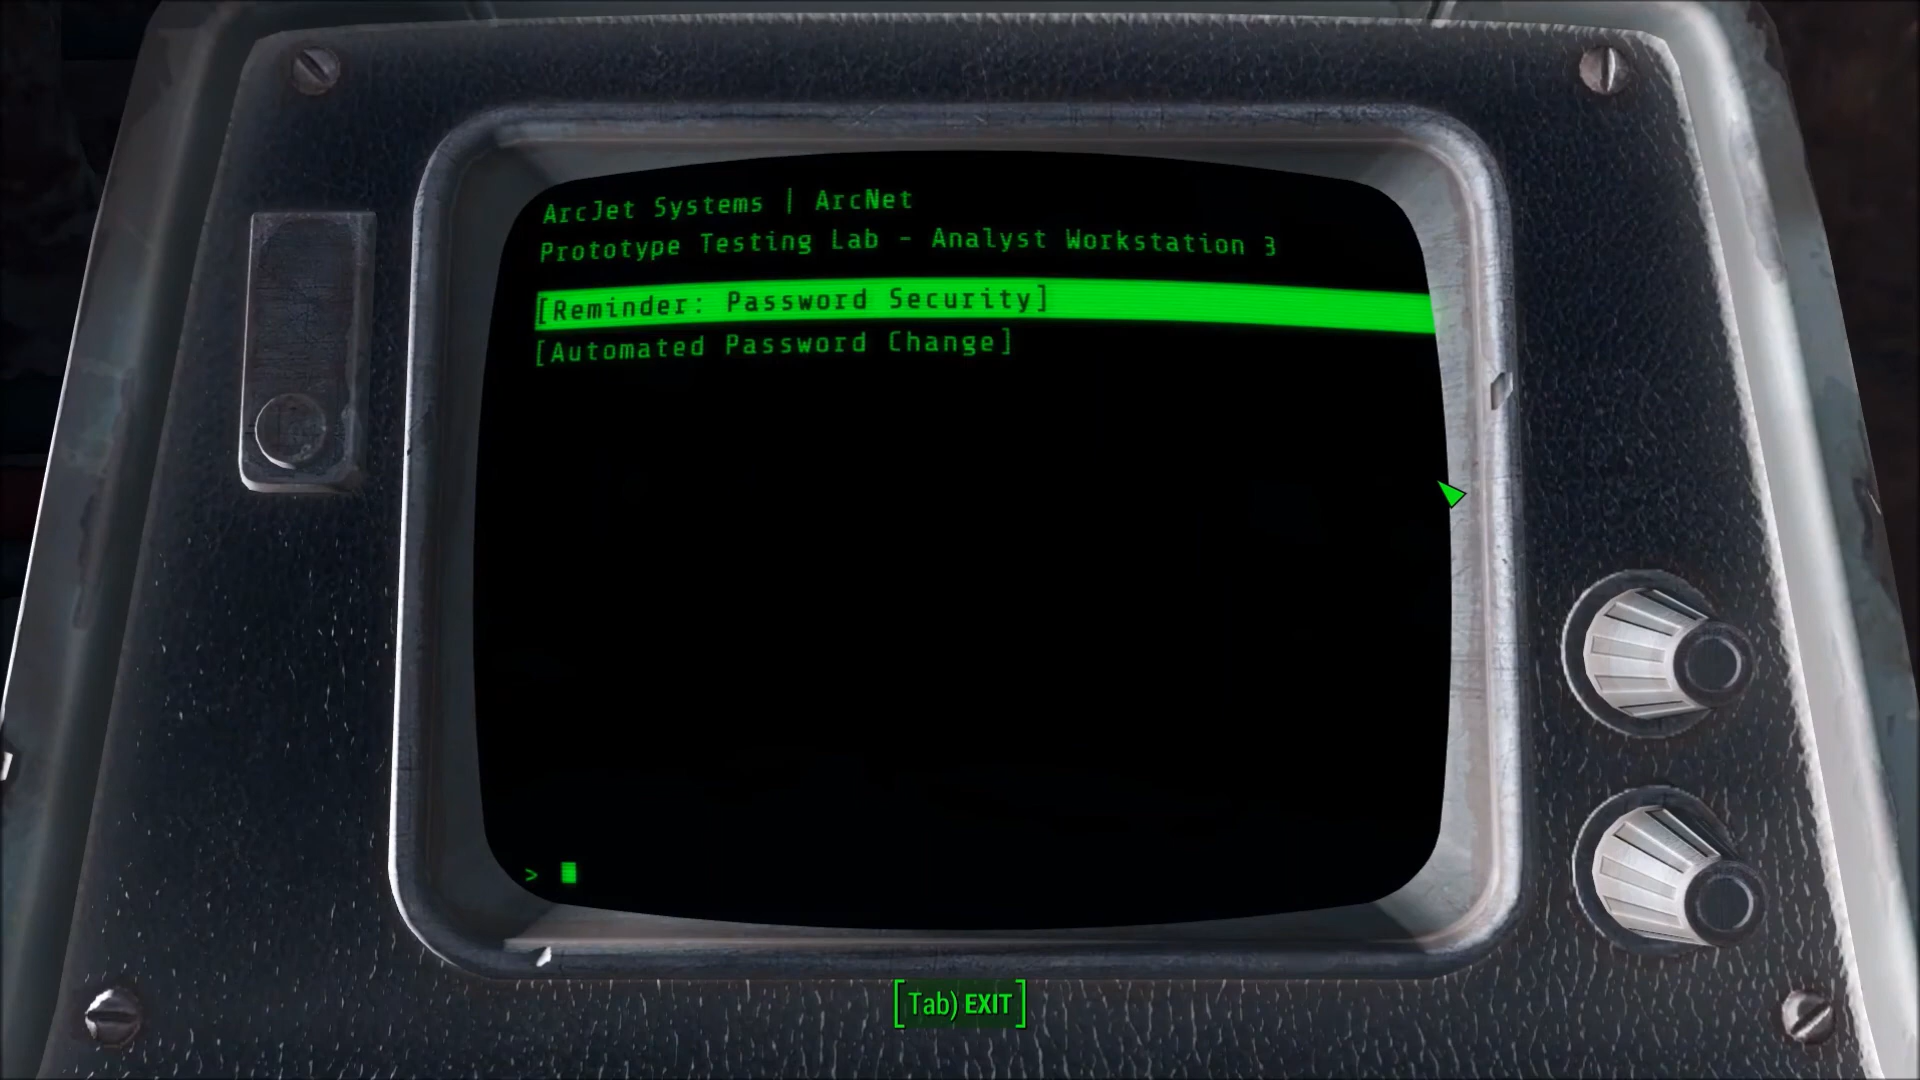 ArcJet Systems | ArcNet
Prototype Testing Lab - Analyst Workstation 3
[Reminder: Password Security]
[Automated Password Change]
>
[Tab) EXIT]